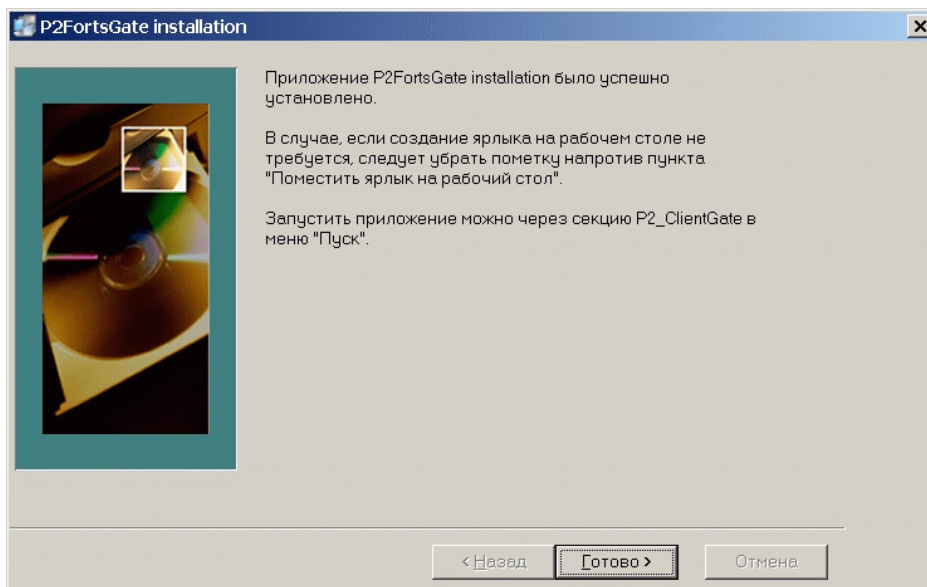 P2FortsGate installation
Приложение P2FortsGate installation было успешно
установлено.
В случае, если создание ярлыка на рабочем столе не
требуется, следует убрать пометку напротив пункта
"Поместить ярлык на рабочий стол".
Запустить приложение можно через секцию P2_ClientGate в
меню "Пуск".
< Назад
Готово >
Отмена